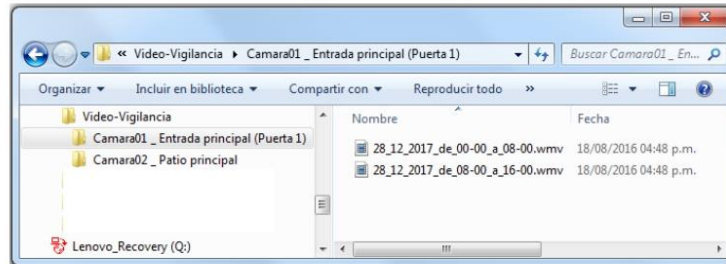 « Video-Vigilancia ▸ Camara01 _ Entrada principal (Puerta 1)
Buscar Camara01 _ En...
Organizar Incluir en biblioteca Compartir con Reproducir todo »
Video-Vigilancia
Camara01 _ Entrada principal (Puerta 1)
Camara02 _ Patio principal
Lenovo_Recovery (Q:)
Nombre Fecha
28_12_2017_de_00-00_a_08-00.wmv 18/08/2016 04:48 p.m.
28_12_2017_de_08-00_a_16-00.wmv 18/08/2016 04:48 p.m.